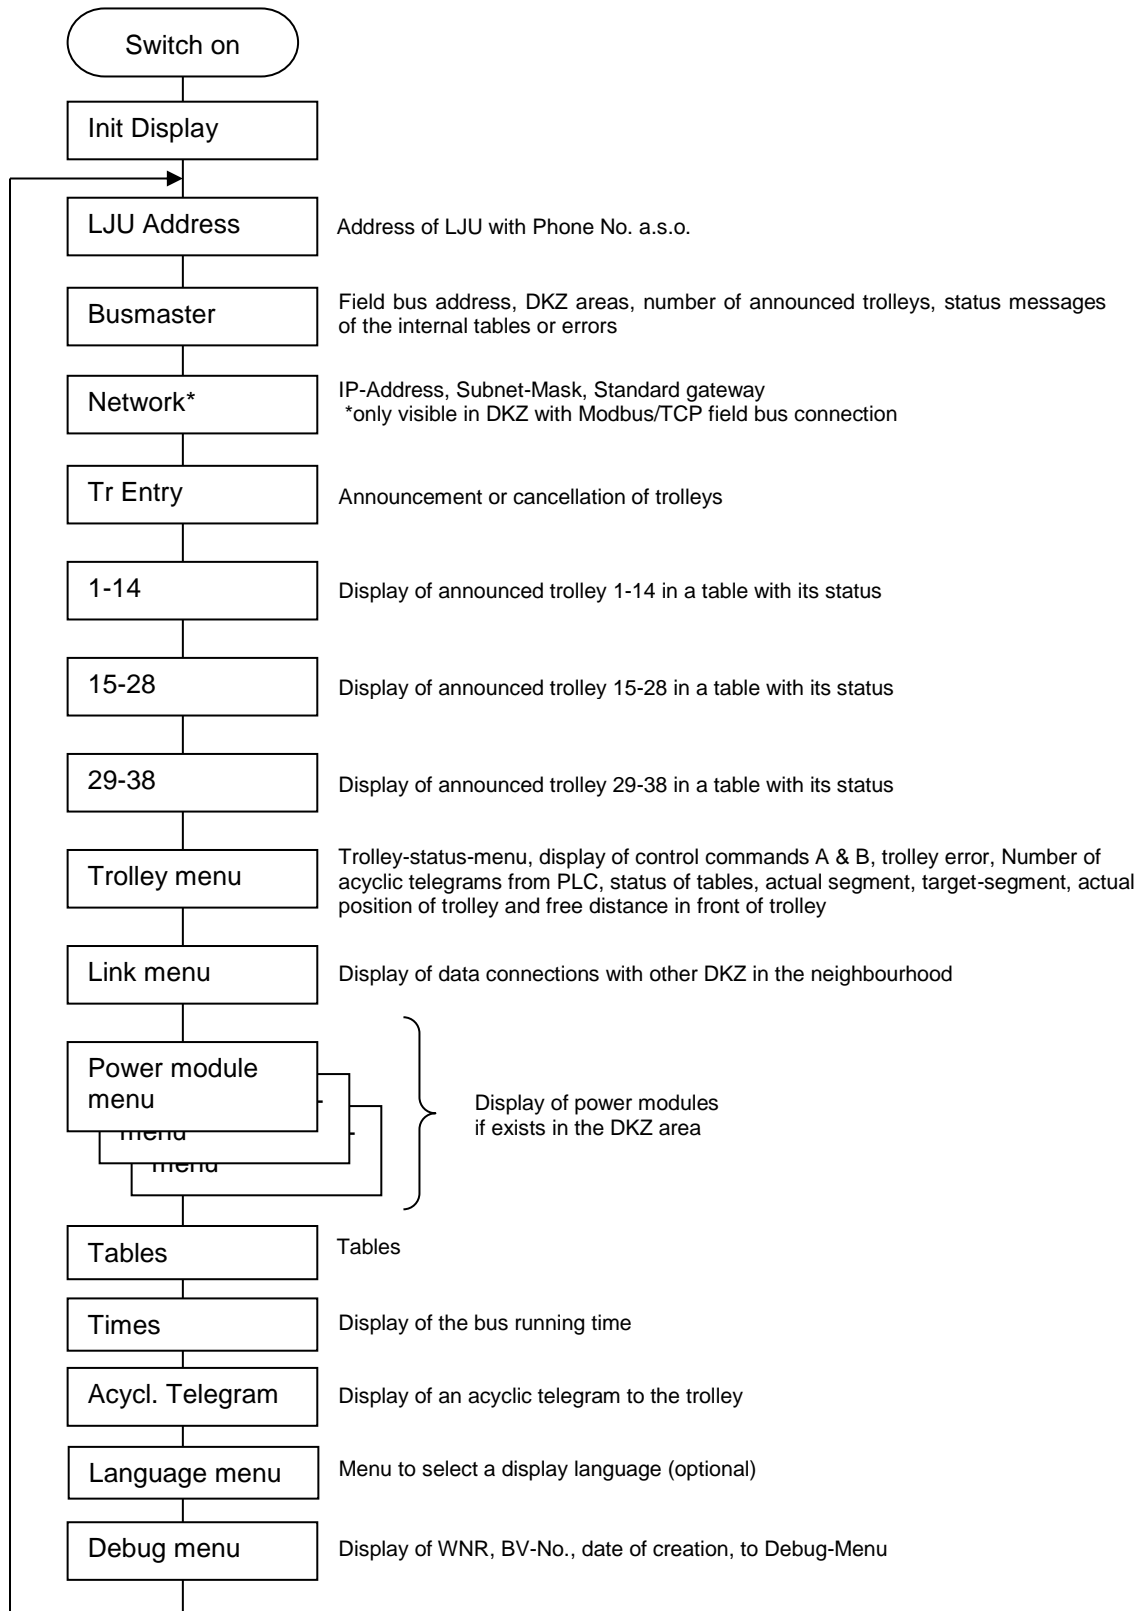 Switch on
Init Display
LJU Address
Address of LJU with Phone No. a.s.o.
Busmaster
Field bus address, DKZ areas, number of announced trolleys, status messages
of the internal tables or errors
Network*
IP-Address, Subnet-Mask, Standard gateway
*only visible in DKZ with Modbus/TCP field bus connection
Tr Entry
Announcement or cancellation of trolleys
1-14
Display of announced trolley 1-14 in a table with its status
15-28
Display of announced trolley 15-28 in a table with its status
29-38
Display of announced trolley 29-38 in a table with its status
Trolley menu
Trolley-status-menu, display of control commands A & B, trolley error, Number of
acyclic telegrams from PLC, status of tables, actual segment, target-segment, actual
position of trolley and free distance in front of trolley
Link menu
Display of data connections with other DKZ in the neighbourhood
Power module
menu
-
menu
-
menu
Display of power modules
if exists in the DKZ area
Tables
Tables
Times
Display of the bus running time
Acycl. Telegram
Display of an acyclic telegram to the trolley
Language menu
Menu to select a display language (optional)
Debug menu
Display of WNR, BV-No., date of creation, to Debug-Menu